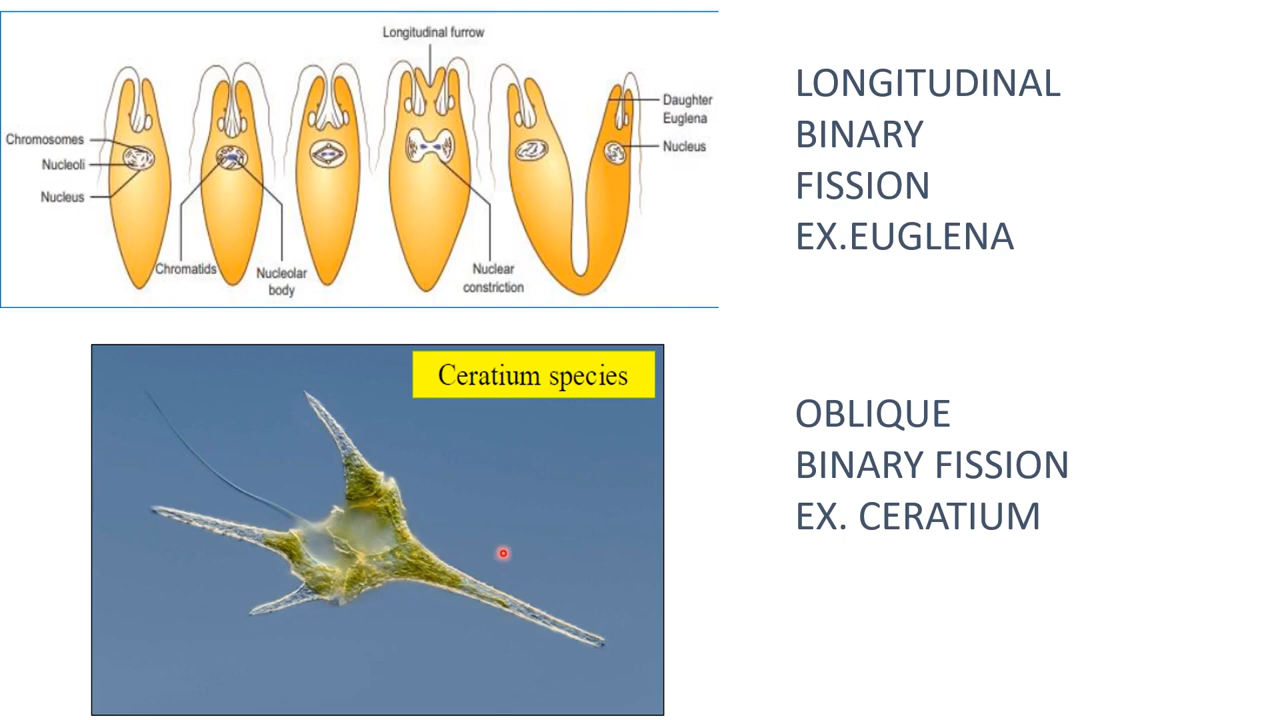 Longitudinal furrow
Chromosomes
Nucleoli
Nucleus
Chromatids
Nucleolar
body
Nuclear
constriction
Daughter
Euglena
Nucleus
LONGITUDINAL
BINARY
FISSION
EX.EUGLENA
Ceratium species
OBLIQUE
BINARY FISSION
EX. CERATIUM